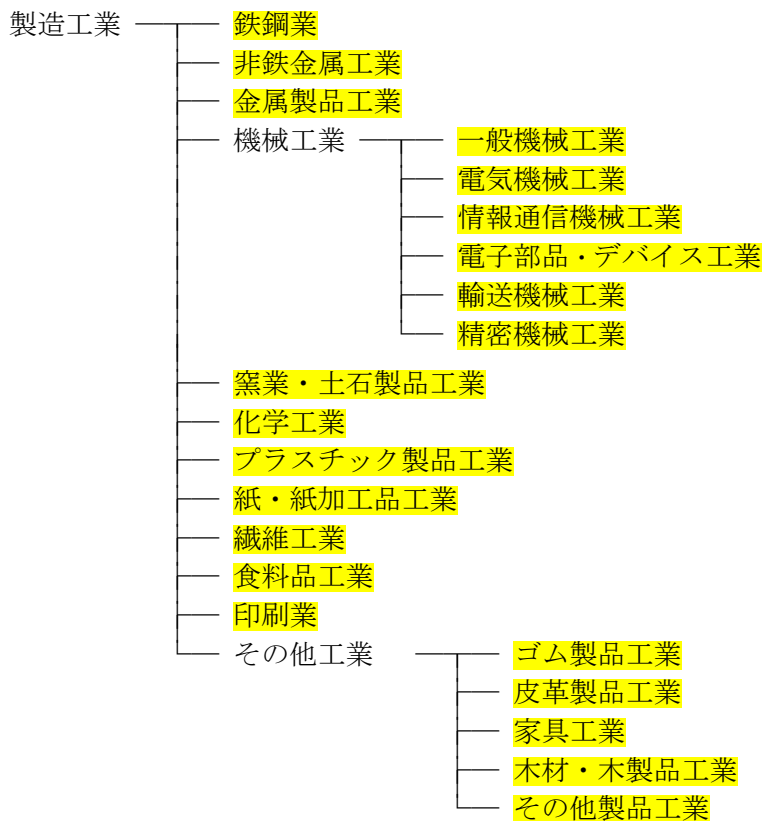 製造工業 鉄鋼業
非鉄金属工業
金属製品工業
機械工業 一般機械工業
電気機械工業
情報通信機械工業
電子部品・デバイス工業
輸送機械工業
精密機械工業
窯業・土石製品工業
化学工業
プラスチック製品工業
紙・紙加工品工業
繊維工業
食料品工業
印刷業
その他工業 ゴム製品工業
皮革製品工業
家具工業
木材・木製品工業
その他製品工業